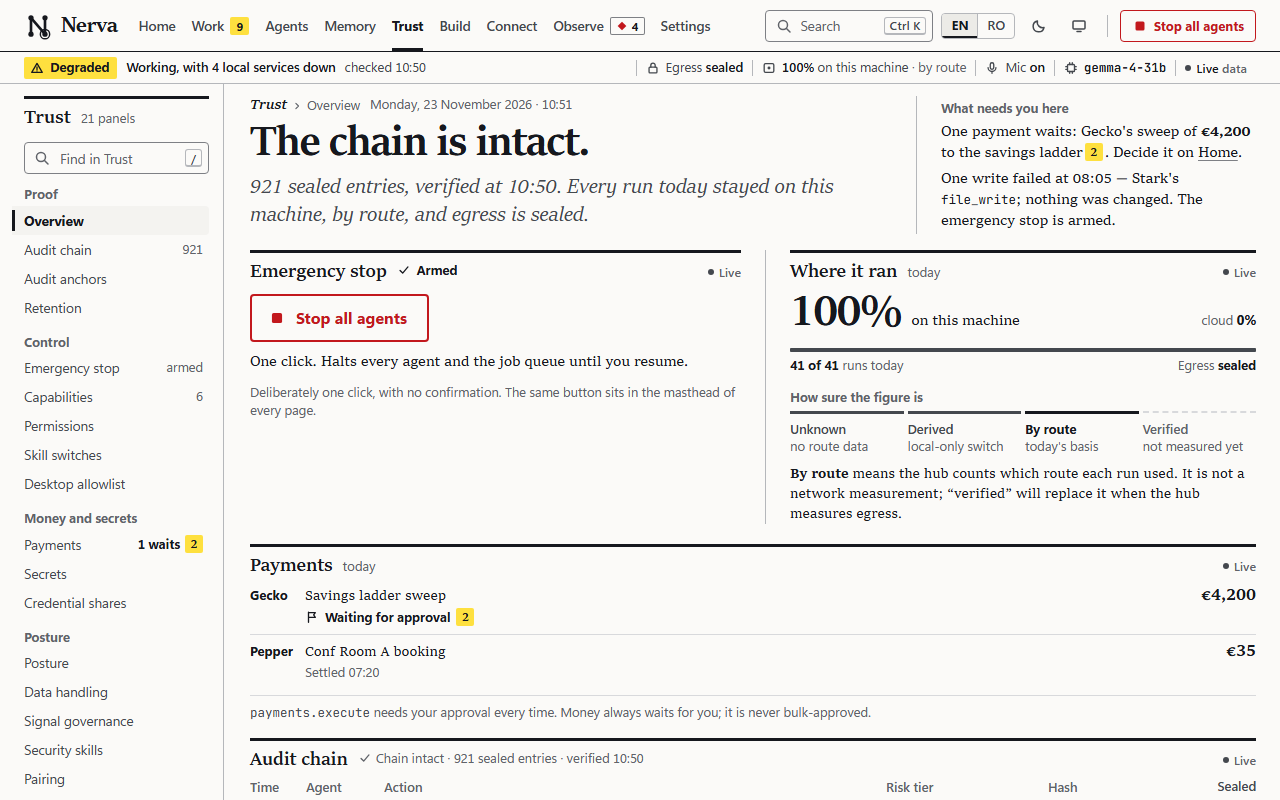 Nerva Home Work 9 Agents Memory Trust Build Connect Observe 4 Settings Search Ctrl K EN RO Stop all agents
Degraded Working, with 4 local services down checked 10:50 Egress sealed 100% on this machine · by route Mic on gemma-4-31b Live data
Trust 21 panels
Find in Trust /
Proof
Overview
Audit chain 921
Audit anchors
Retention
Control
Emergency stop armed
Capabilities 6
Permissions
Skill switches
Desktop allowlist
Money and secrets
Payments 1 waits 2
Secrets
Credential shares
Posture
Posture
Data handling
Signal governance
Security skills
Pairing
Trust › Overview Monday, 23 November 2026 · 10:51
The chain is intact.
921 sealed entries, verified at 10:50. Every run today stayed on this
machine, by route, and egress is sealed.
What needs you here
One payment waits: Gecko's sweep of €4,200
to the savings ladder 2 . Decide it on Home.
One write failed at 08:05 — Stark's
file_write; nothing was changed. The
emergency stop is armed.
Emergency stop Armed Live
Stop all agents
One click. Halts every agent and the job queue until you resume.
Deliberately one click, with no confirmation. The same button sits in the masthead of
every page.
Where it ran today Live
100% on this machine cloud 0%
41 of 41 runs today Egress sealed
How sure the figure is
Unknown Derived By route Verified
no route data local-only switch today's basis not measured yet
By route means the hub counts which route each run used. It is not a
network measurement; “verified” will replace it when the hub
measures egress.
Payments today Live
Gecko Savings ladder sweep €4,200
Waiting for approval 2
Pepper Conf Room A booking €35
Settled 07:20
payments.execute needs your approval every time. Money always waits for you; it is never bulk-approved.
Audit chain Chain intact · 921 sealed entries · verified 10:50 Live
Time Agent Action Risk tier Hash Sealed